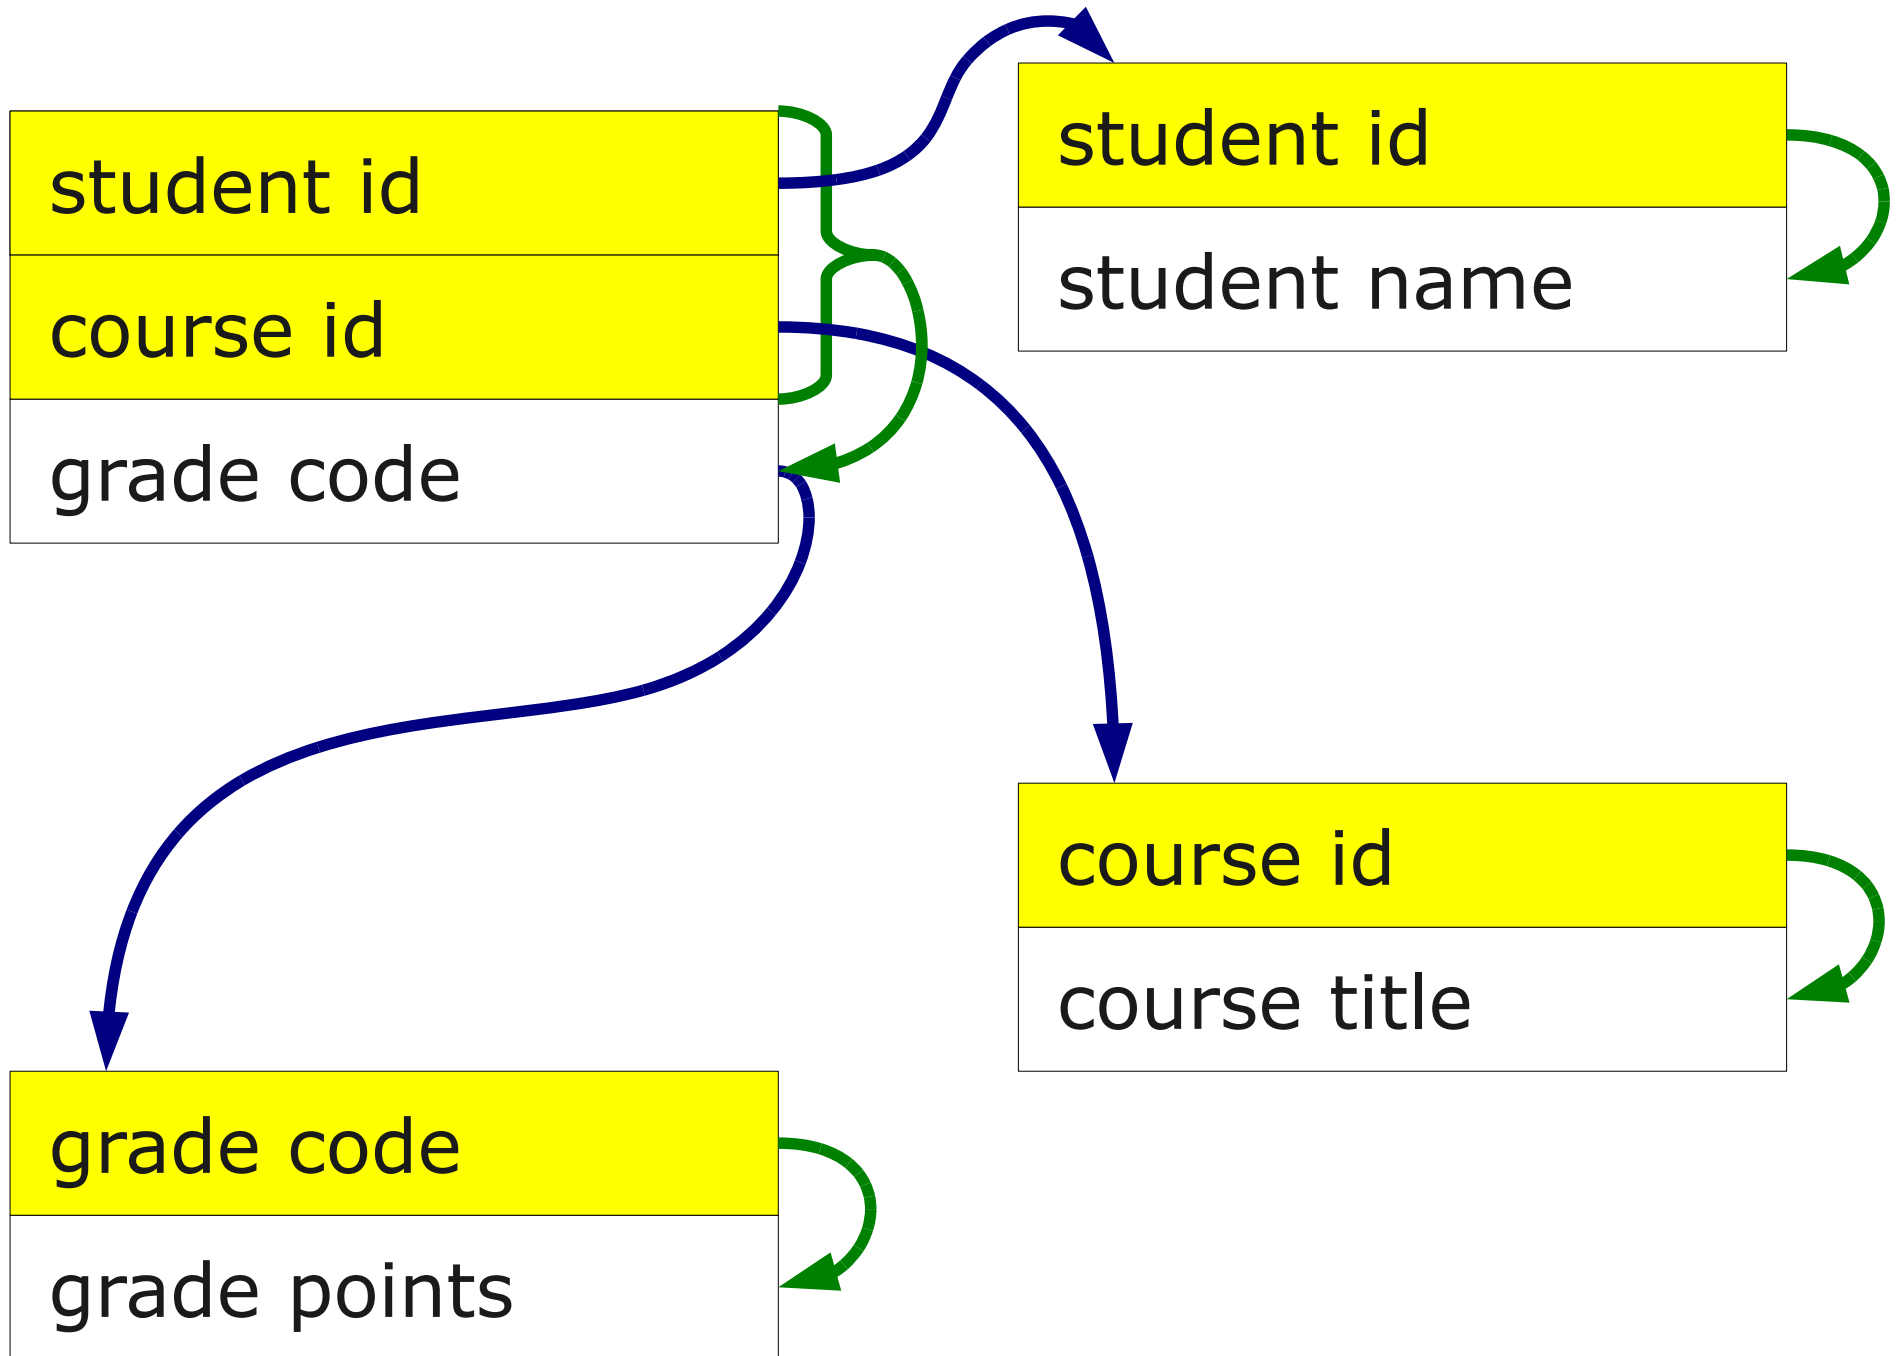 student id
course id
grade code
student id
student name
course id
course title
grade code
grade points